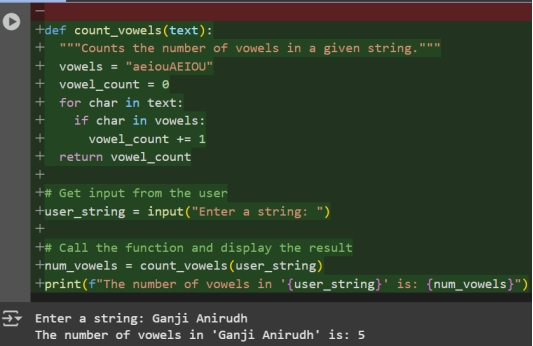 -
+def count_vowels(text):
+  """Counts the number of vowels in a given string."""
+  vowels = "aeiouAEIOU"
+  vowel_count = 0
+  for char in text:
+    if char in vowels:
+      vowel_count += 1
+  return vowel_count
+
+# Get input from the user
+user_string = input("Enter a string: ")
+
+# Call the function and display the result
+num_vowels = count_vowels(user_string)
+print(f"The number of vowels in '{user_string}' is: {num_vowels}")
Enter a string: Ganji Anirudh
The number of vowels in 'Ganji Anirudh' is: 5